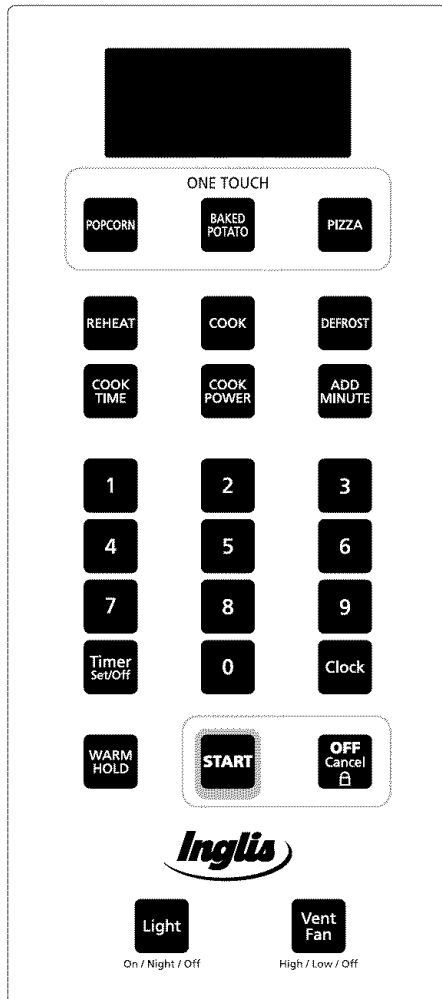 ONE TOUCH
POPCORN
BAKED
POTATO
PIZZA
REHEAT
COOK
DEFROST
COOK
TIME
COOK
POWER
ADD
MINUTE
1
2
3
4
5
6
7
8
9
Timer
Set/Off
0
Clock
WARM
HOLD
START
OFF
Cancel
Inglis
Light
On / Night / Off
Vent
Fan
High / Low / Off